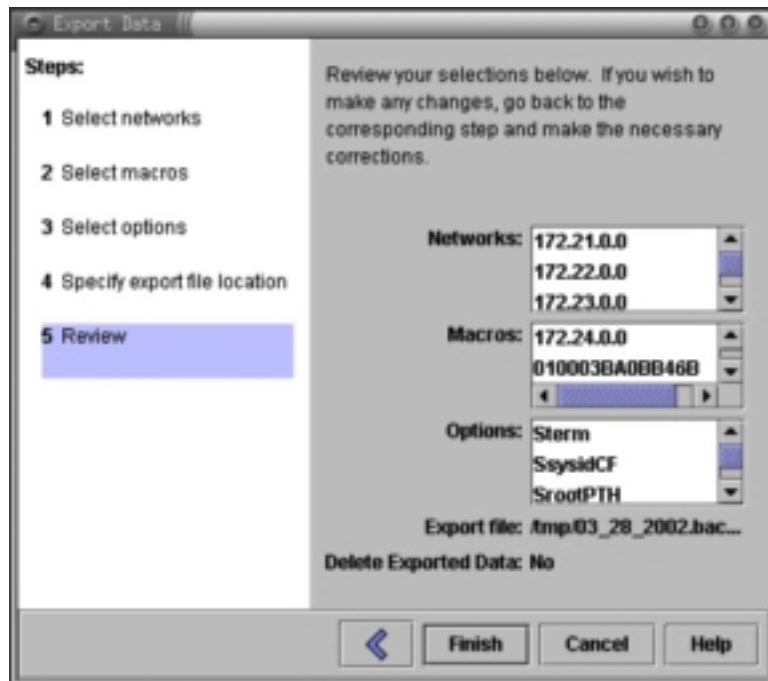 Export Data
Steps:
1 Select networks
2 Select macros
3 Select options
4 Specify export file location
5 Review
Review your selections below. If you wish to
make any changes, go back to the
corresponding step and make the necessary
corrections.
Networks: 172.21.0.0
172.22.0.0
172.23.0.0
Macros: 172.24.0.0
010003BA0BB46B
Options: Sterm
SsysidCF
SrootPTH
Export file: /tmp/03_28_2002.bac...
Delete Exported Data: No
Finish Cancel Help